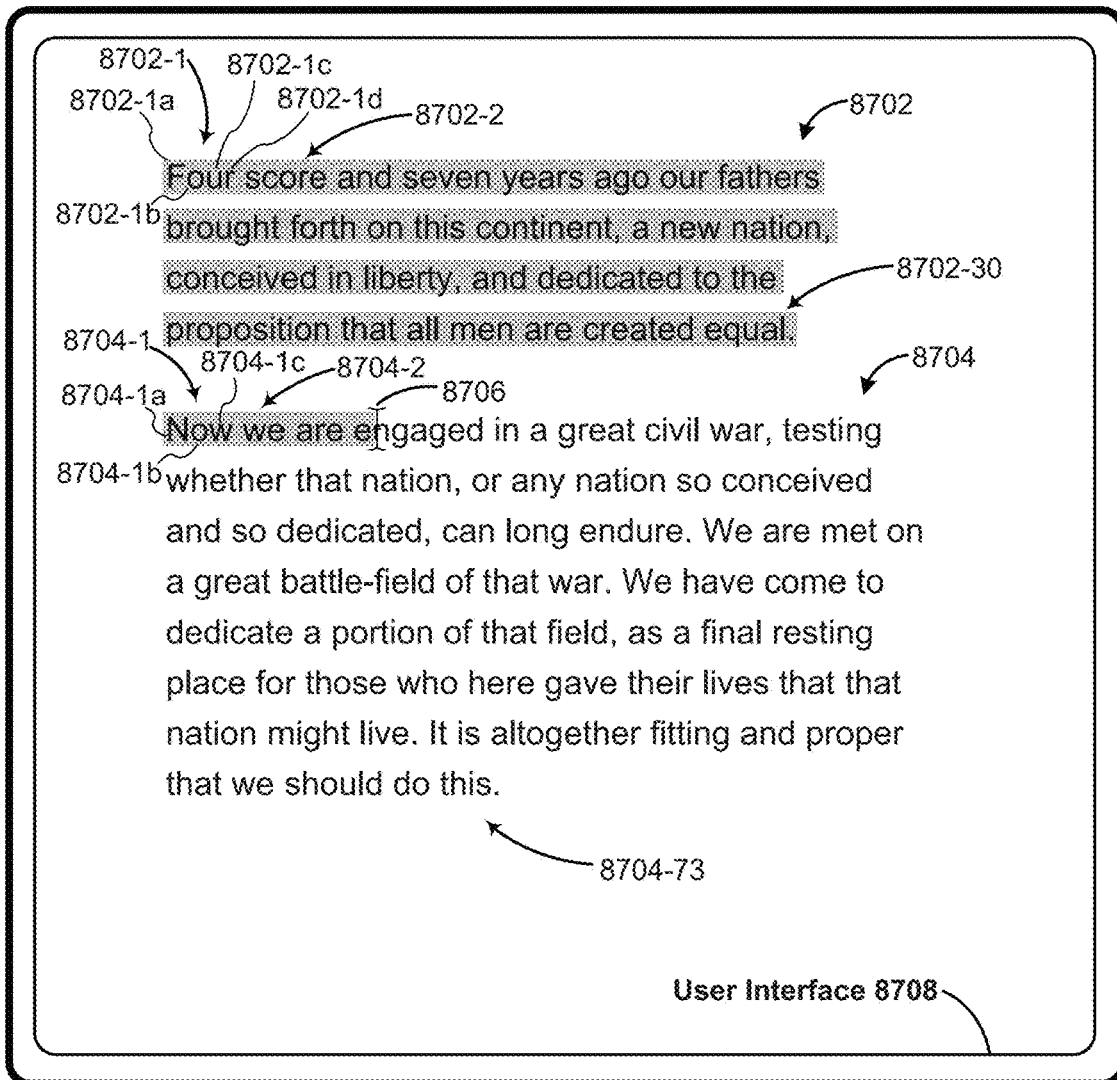 8702-1
8702-1c
8702-1a
8702-1d
8702-2
8702
Four score and seven years ago our fathers
8702-1b
brought forth on this continent, a new nation,
conceived in liberty, and dedicated to the
8702-30
proposition that all men are created equal.
8704-1
8704-1c
8704-2
8704
8704-1a
8706
Now we are engaged in a great civil war, testing
8704-1b
whether that nation, or any nation so conceived
and so dedicated, can long endure. We are met on
a great battle-field of that war. We have come to
dedicate a portion of that field, as a final resting
place for those who here gave their lives that that
nation might live. It is altogether fitting and proper
that we should do this.
8704-73
User Interface 8708